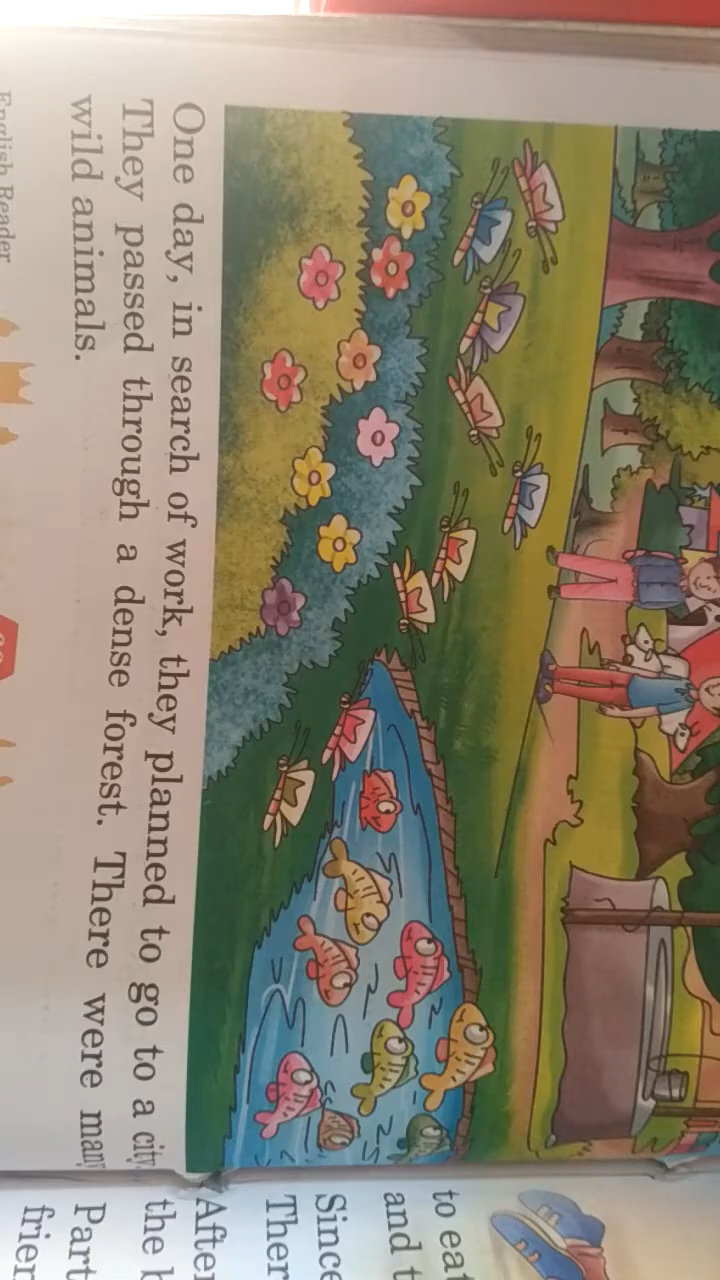 One day, in search of work, they planned to go to a city.
They passed through a dense forest. There were many
wild animals.
English Reader
to eat
and t
Since
Ther
After
the k
Part
frien